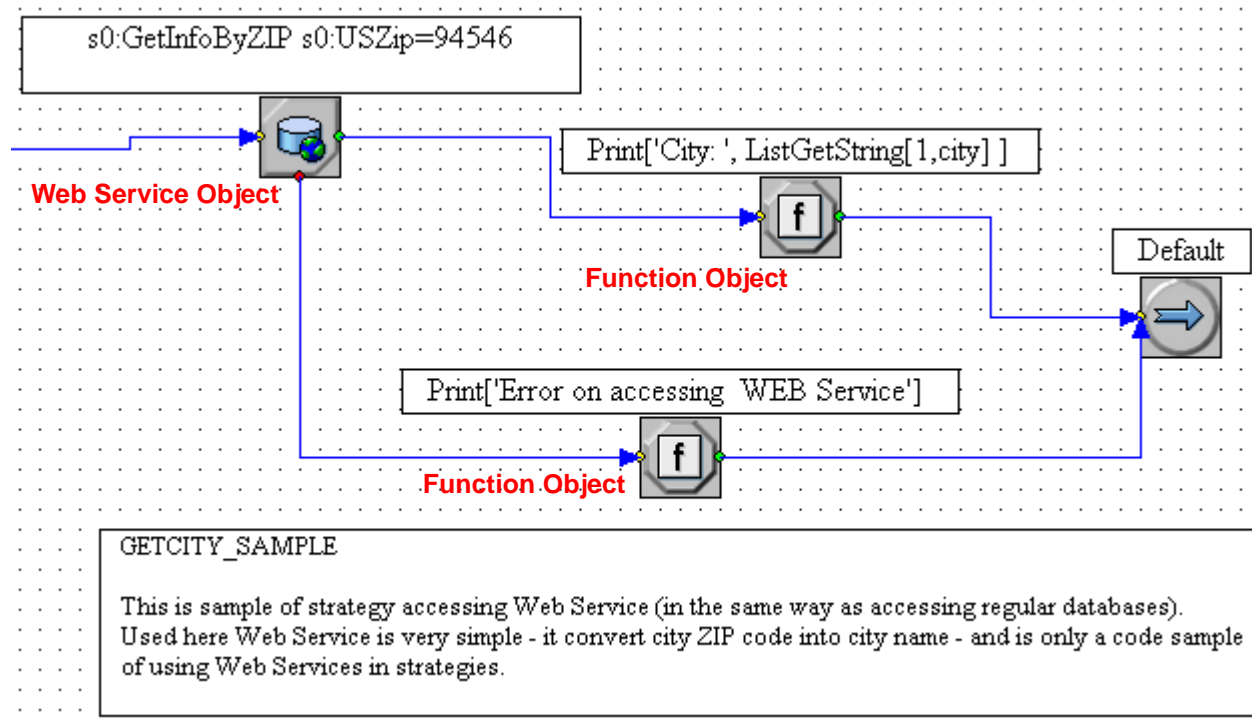 s0:GetInfoByZIP s0:USZip=94546
Print['City: ', ListGetString[1,city] ]
Web Service Object
f
Function Object
Default
Print['Error on accessing  WEB Service']
f
Function Object
GETCITY_SAMPLE
This is sample of strategy accessing Web Service (in the same way as accessing regular databases).
Used here Web Service is very simple - it convert city ZIP code into city name - and is only a code sample
of using Web Services in strategies.